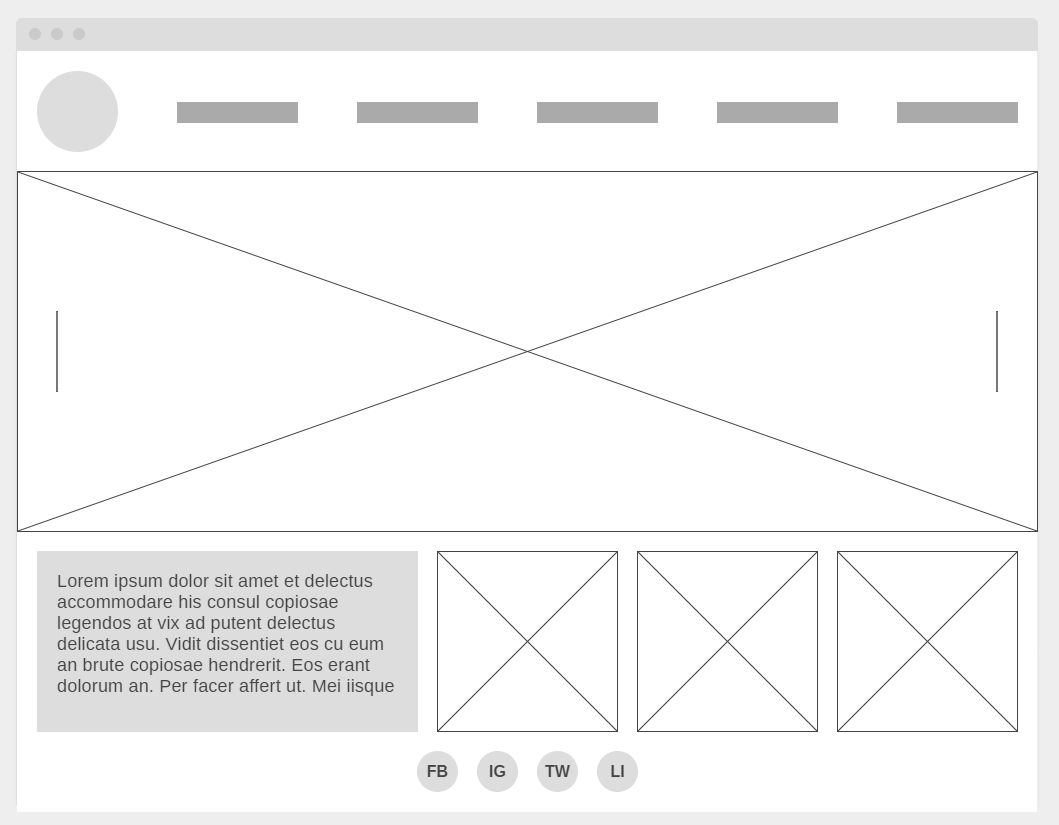 Lorem ipsum dolor sit amet et delectus
accommodare his consul copiosae
legendos at vix ad putent delectus
delicata usu. Vidit dissentiet eos cu eum
an brute copiosae hendrerit. Eos erant
dolorum an. Per facer affert ut. Mei iisque
FB IG TW LI